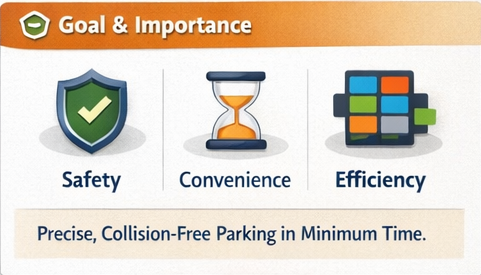 Goal & Importance
Safety
Convenience
Efficiency
Precise, Collision-Free Parking in Minimum Time.